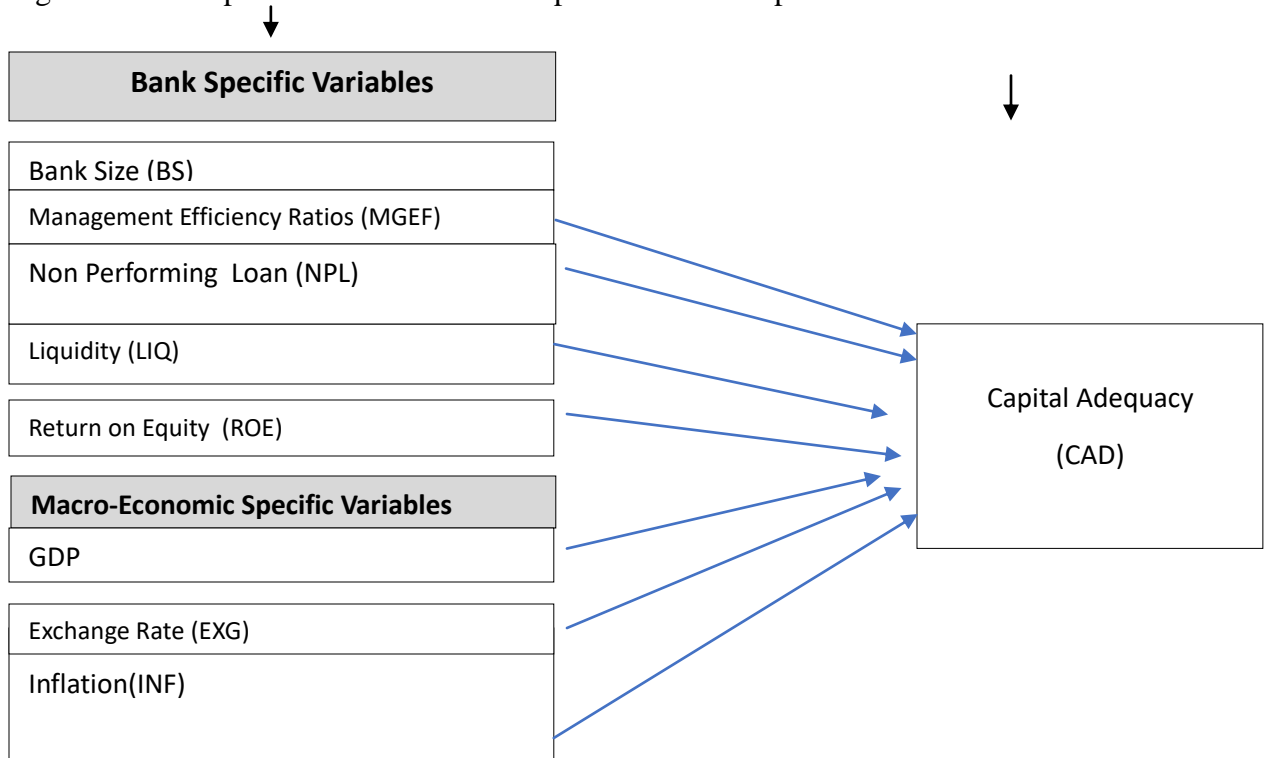 Bank Specific Variables
Bank Size (BS)
Management Efficiency Ratios (MGEF)
Non Performing Loan (NPL)
Liquidity (LIQ)
Return on Equity (ROE)
Macro-Economic Specific Variables
GDP
Exchange Rate (EXG)
Inflation(INF)
Capital Adequacy
(CAD)